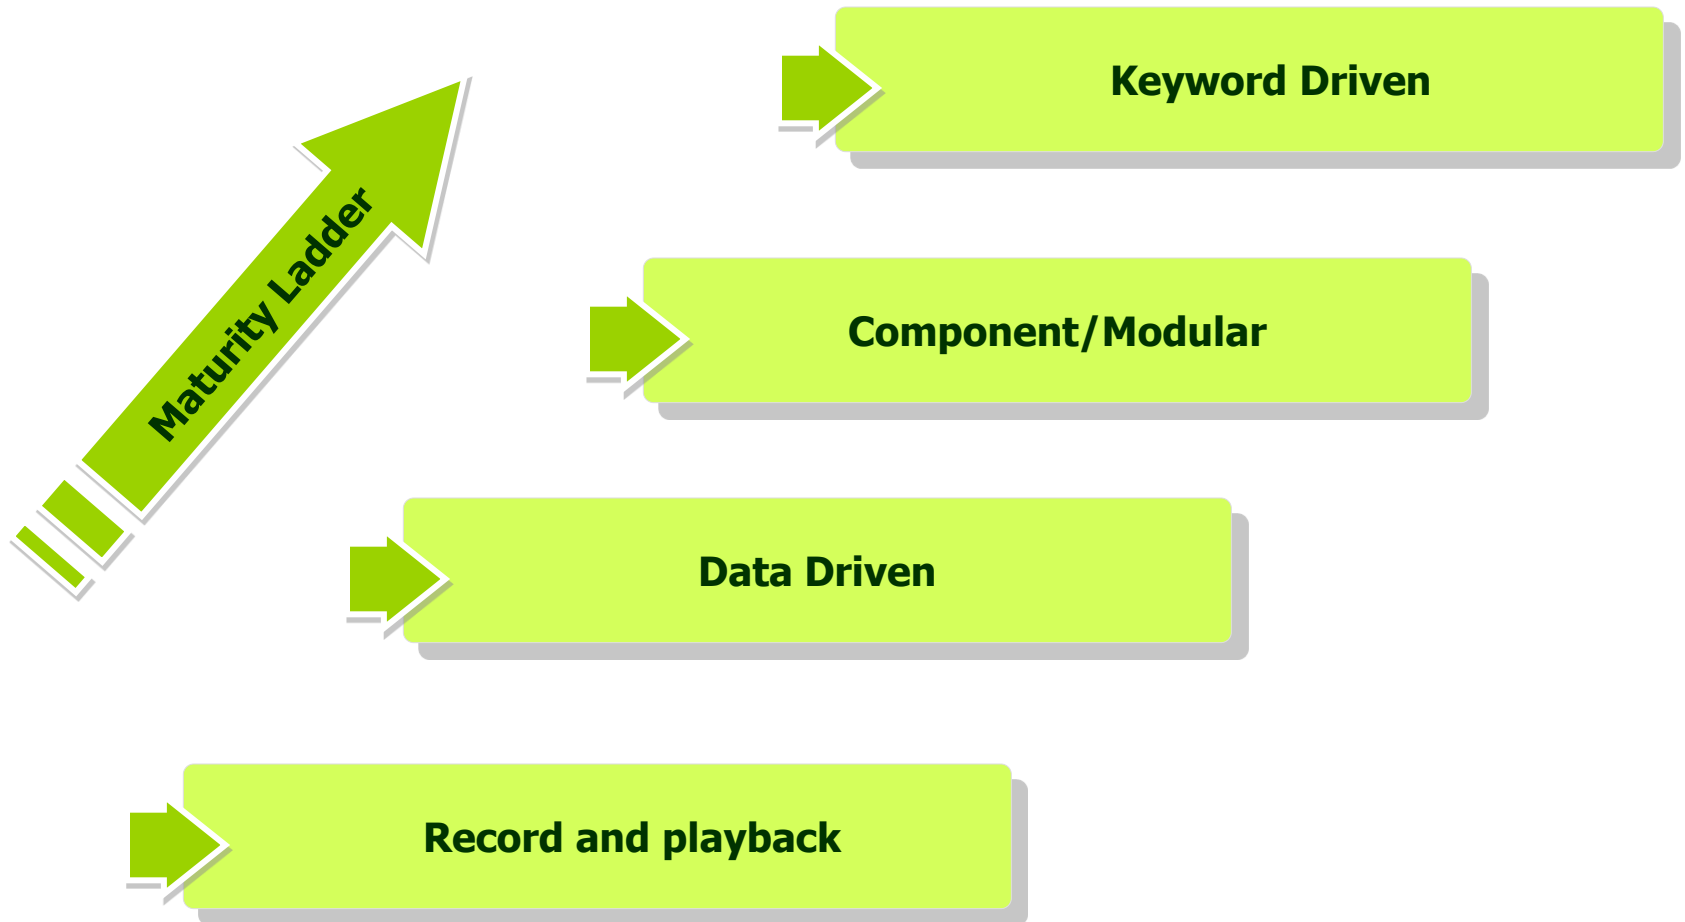 Keyword Driven
Maturity Ladder
Component/Modular
Data Driven
Record and playback